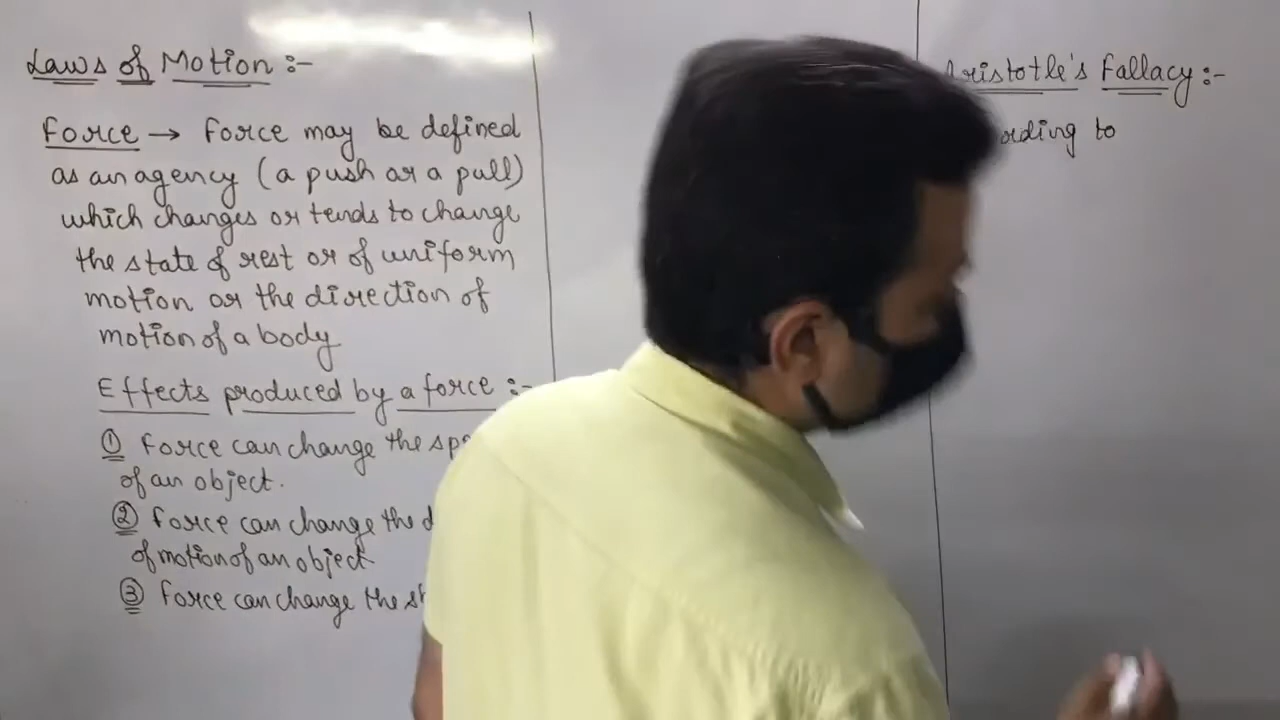 Laws of Motion :-
Force → Force may be defined
as an agency (a push or a pull)
which changes or tends to change
the state of rest or of uniform
motion or the direction of
motion of a body
Effects produced by a force :-
① Force can change the
of an object.
② Force can change the
of motion of an object
③ Force can change the
Aristotle's Fallacy :-
to